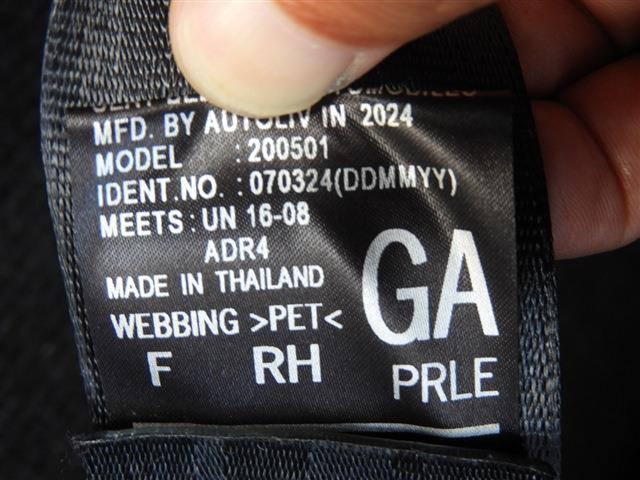 MFD. BY AUTOLIV IN 2024
MODEL : 200501
IDENT.NO. : 070324(DDMMYY)
MEETS : UN 16-08
ADR4
MADE IN THAILAND
WEBBING >PET<
GA
F RH PRLE